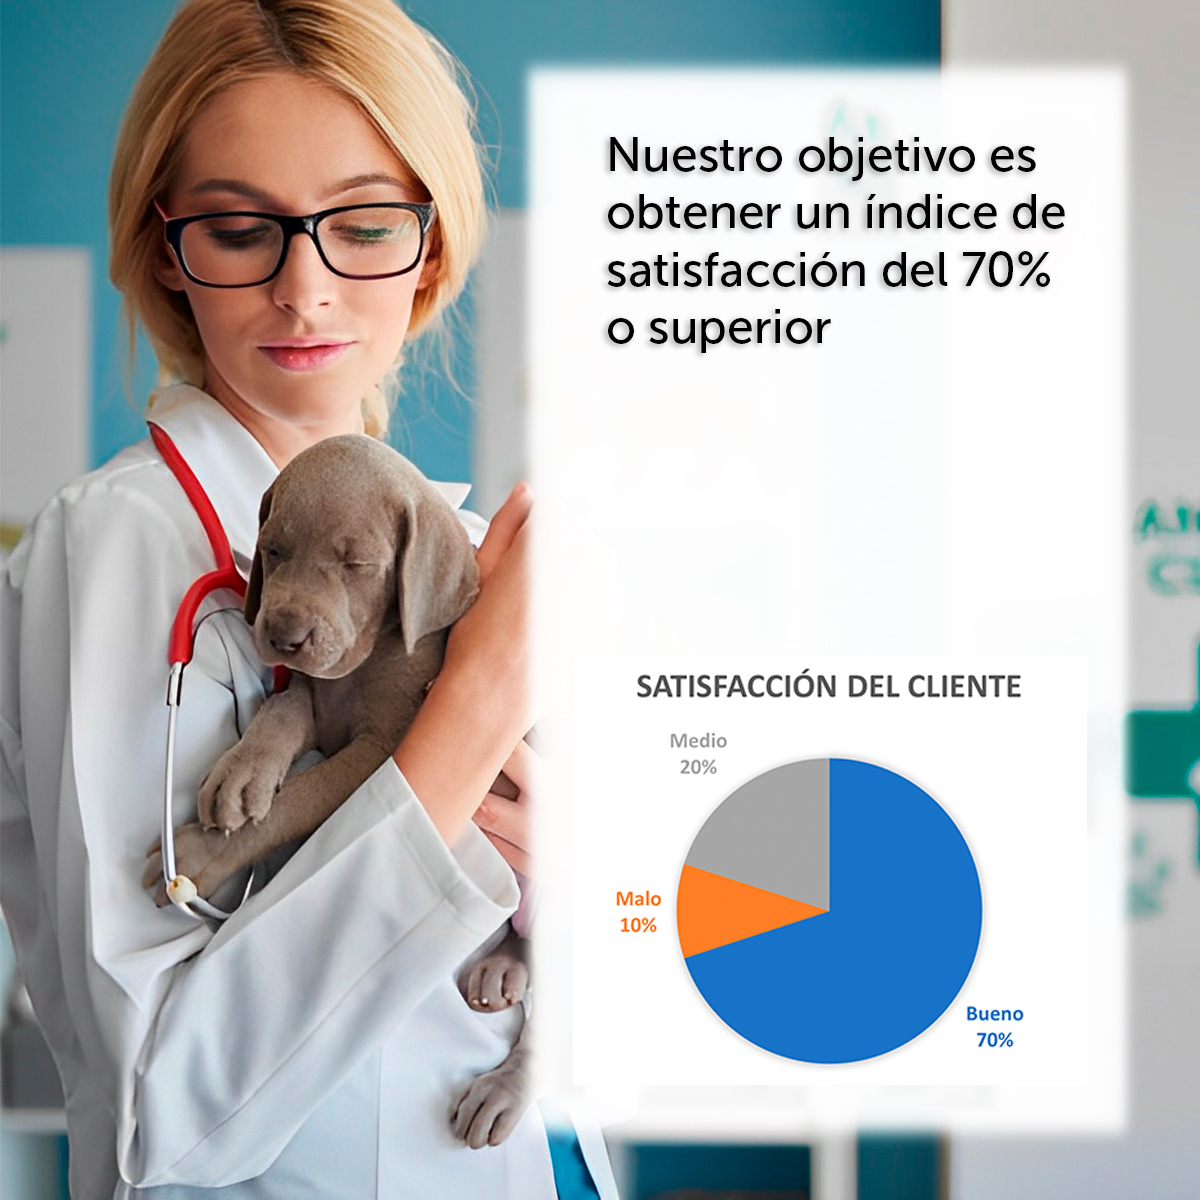 Nuestro objetivo es
obtener un índice de
satisfacción del 70%
o superior
SATISFACCIÓN DEL CLIENTE
Medio
20%
Malo
10%
Bueno
70%